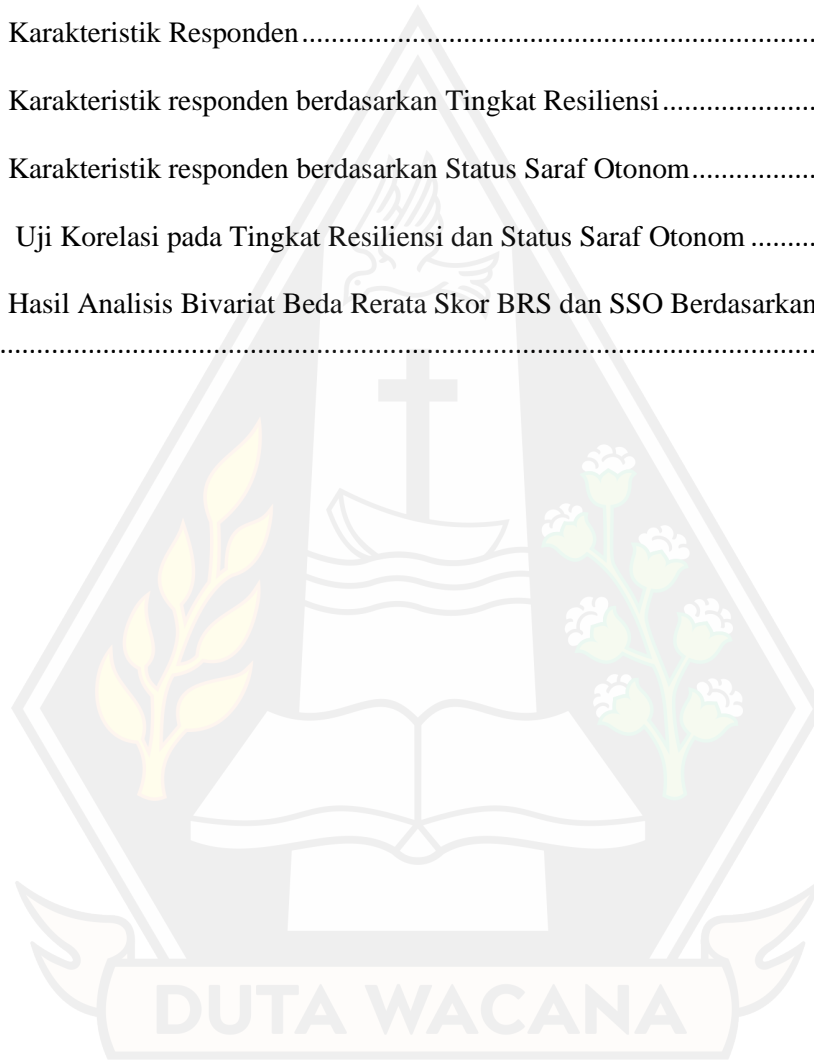 Karakteristik Responden........................................................................
Karakteristik responden berdasarkan Tingkat Resiliensi.....................
Karakteristik responden berdasarkan Status Saraf Otonom.................
Uji Korelasi pada Tingkat Resiliensi dan Status Saraf Otonom .........
Hasil Analisis Bivariat Beda Rerata Skor BRS dan SSO Berdasarkan
................................................................................................................
DUTA WACANA